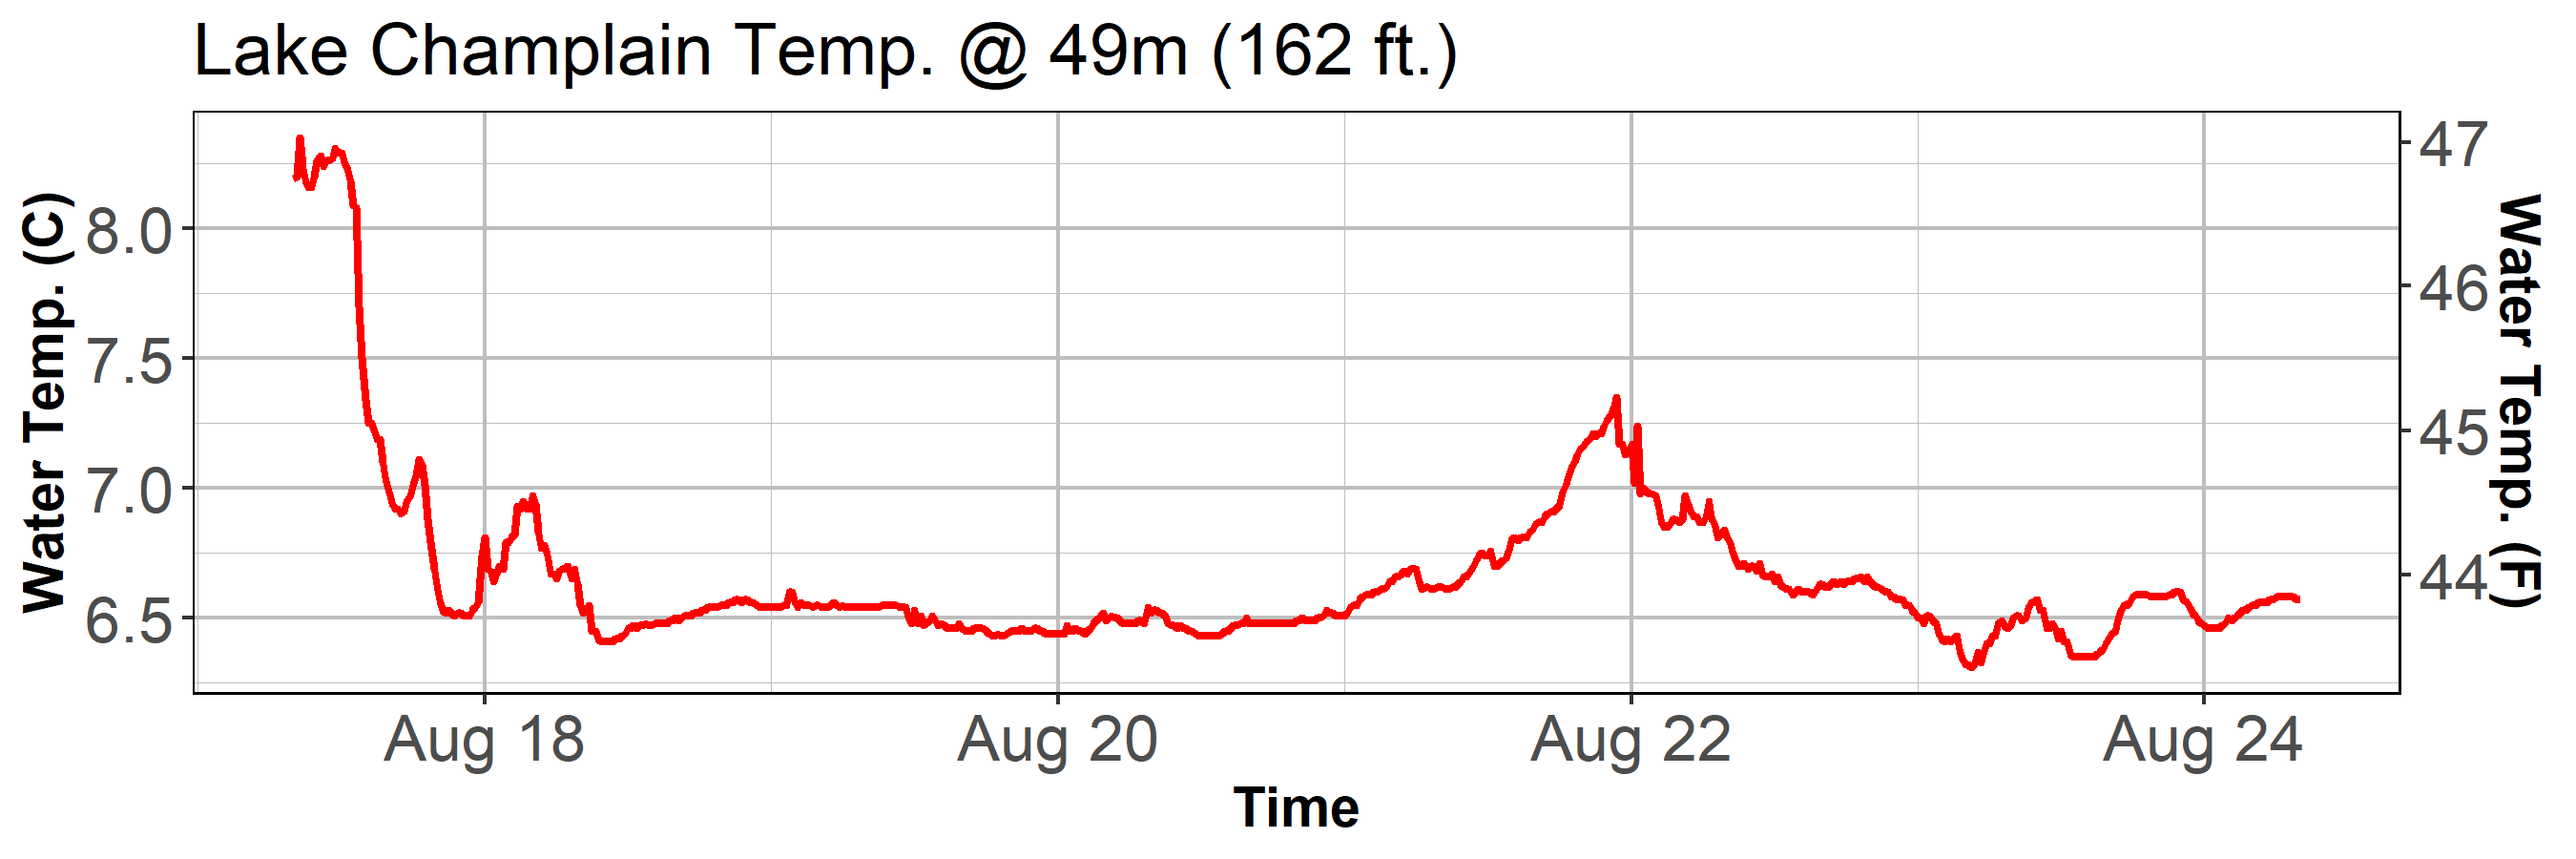 Lake Champlain Temp. @ 49m (162 ft.)
Water Temp. (C)
8.0
7.5
7.0
6.5
47
46
45
44
Water Temp. (F)
Aug 18
Aug 20
Aug 22
Aug 24
Time